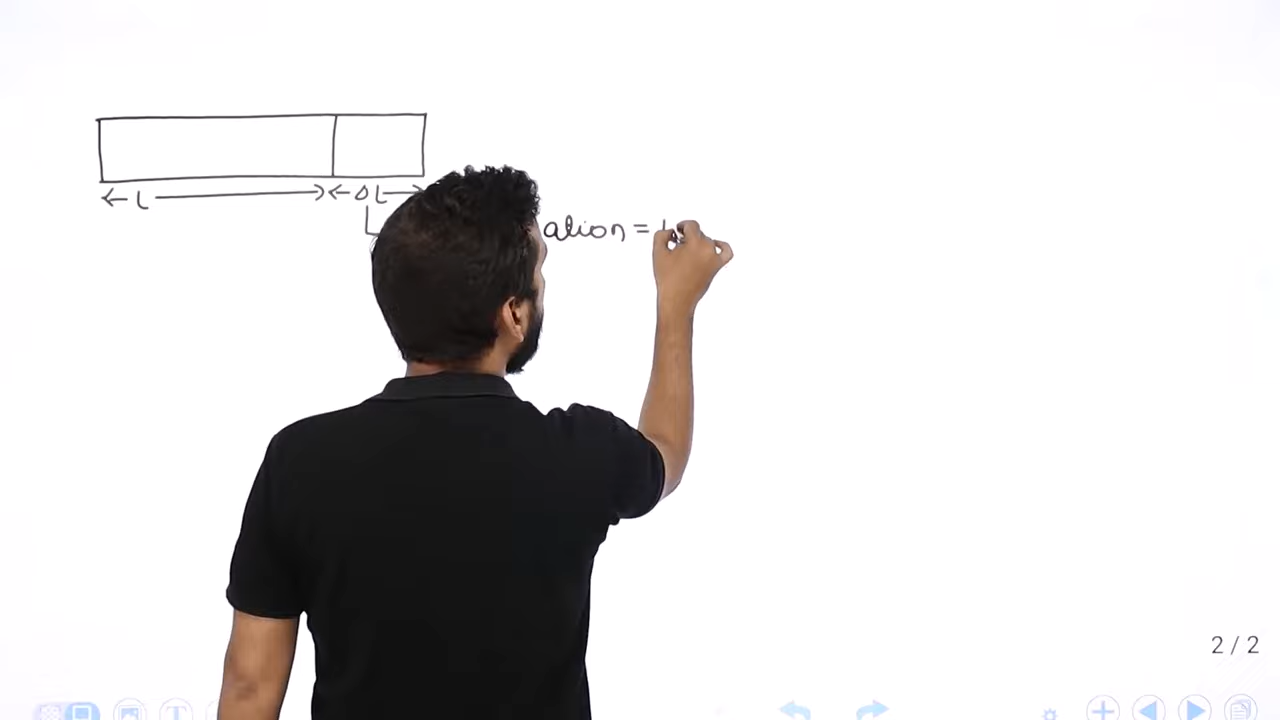 L ΔL
ation =
2 / 2